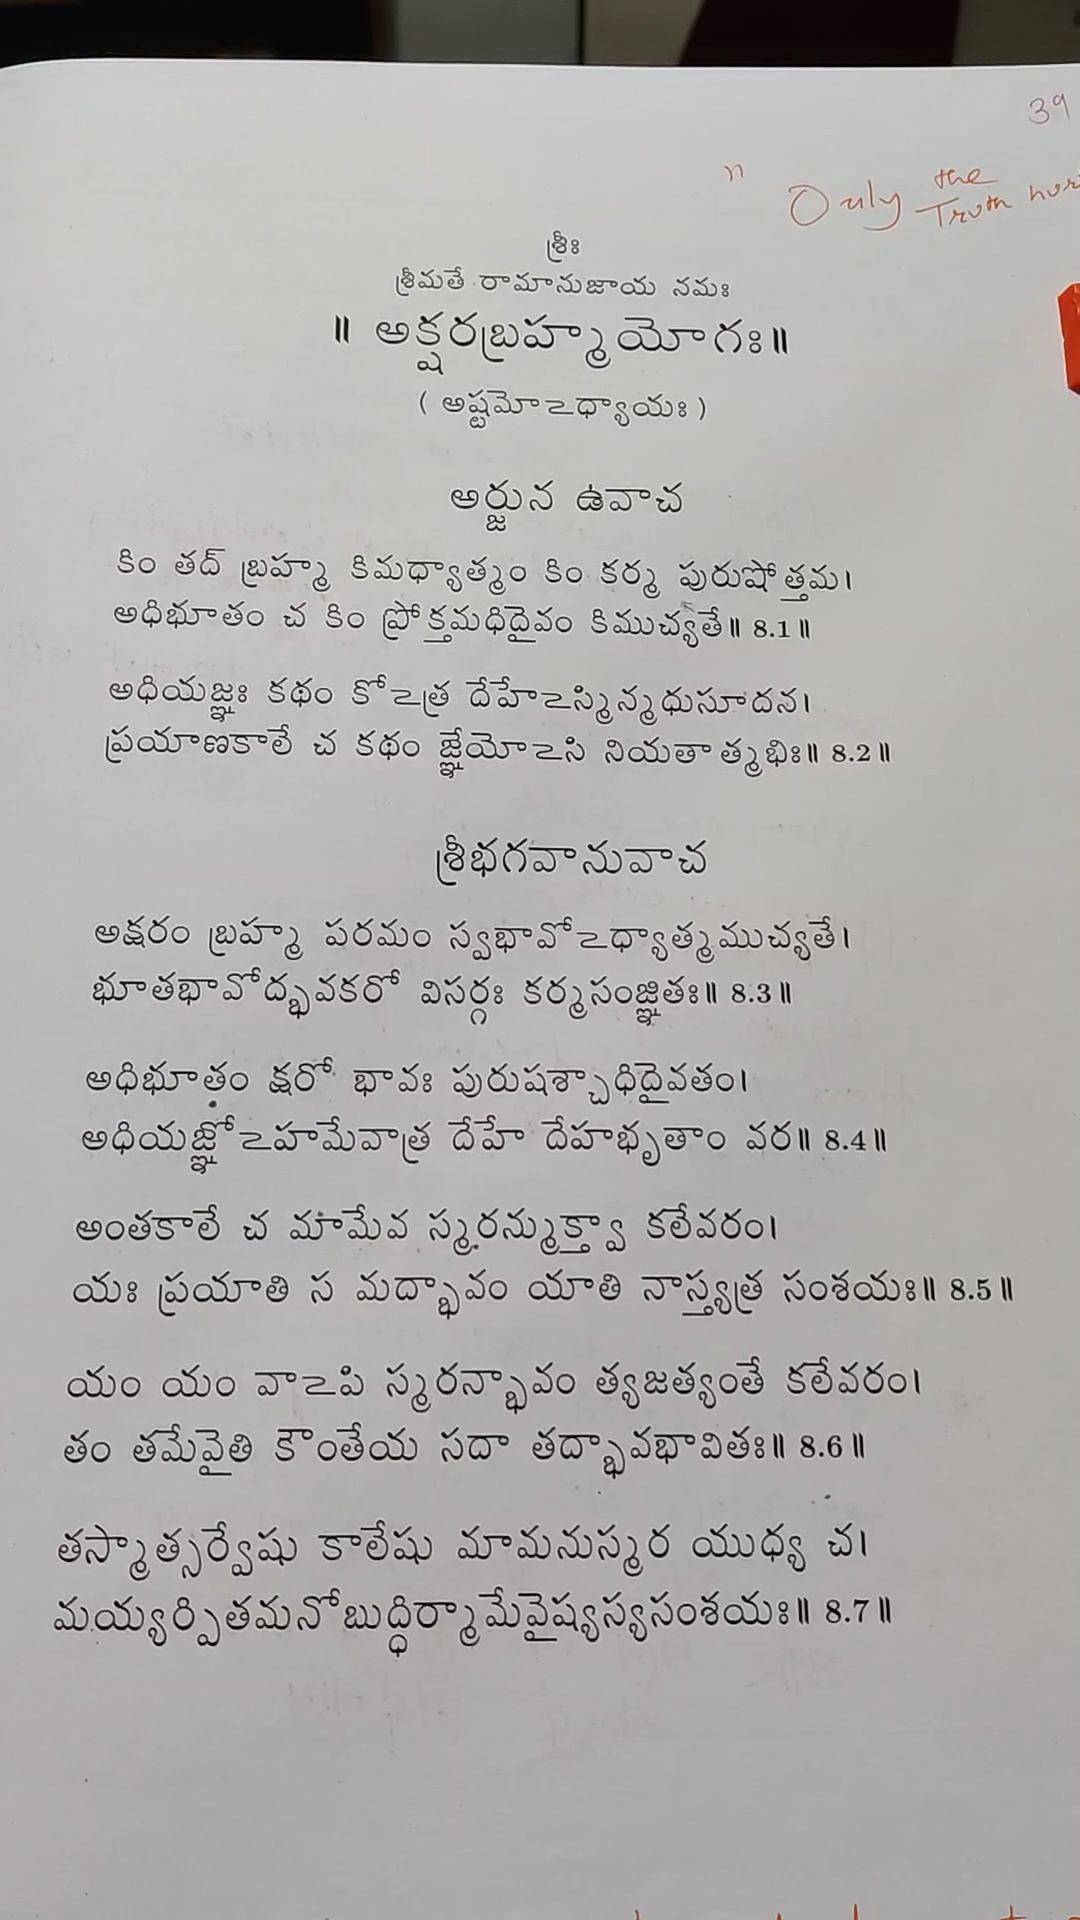 39
" Only the Truth
శ్రీః
శ్రీమతే రామానుజాయ నమః
॥ అక్షరబ్రహ్మయోగః॥
( అష్టమోఽధ్యాయః)
అర్జున ఉవాచ
కిం తద్ బ్రహ్మ కిమధ్యాత్మం కిం కర్మ పురుషోత్తమ।
అధిభూతం చ కిం ప్రోక్తమధిదైవం కిముచ్యతే॥ 8.1॥
అధియజ్ఞః కథం కోఽత్ర దేహేఽస్మిన్మధుసూదన।
ప్రయాణకాలే చ కథం జ్ఞేయోఽసి నియతాత్మభిః॥ 8.2॥
శ్రీభగవానువాచ
అక్షరం బ్రహ్మ పరమం స్వభావోఽధ్యాత్మముచ్యతే।
భూతభావోద్భవకరో విసర్గః కర్మసంజ్ఞితః॥ 8.3॥
అధిభూతం క్షరో భావః పురుషశ్చాధిదైవతం।
అధియజ్ఞోఽహమేవాత్ర దేహే దేహభృతాం వర॥ 8.4॥
అంతకాలే చ మామేవ స్మరన్ముక్త్వా కలేవరం।
యః ప్రయాతి స మద్భావం యాతి నాస్త్యత్ర సంశయః॥ 8.5॥
యం యం వాఽపి స్మరన్భావం త్యజత్యంతే కలేవరం।
తం తమేవైతి కౌంతేయ సదా తద్భావభావితః॥ 8.6॥
తస్మాత్సర్వేషు కాలేషు మామనుస్మర యుధ్య చ।
మయ్యర్పితమనోబుద్ధిర్మామేవైష్యస్యసంశయః॥ 8.7॥